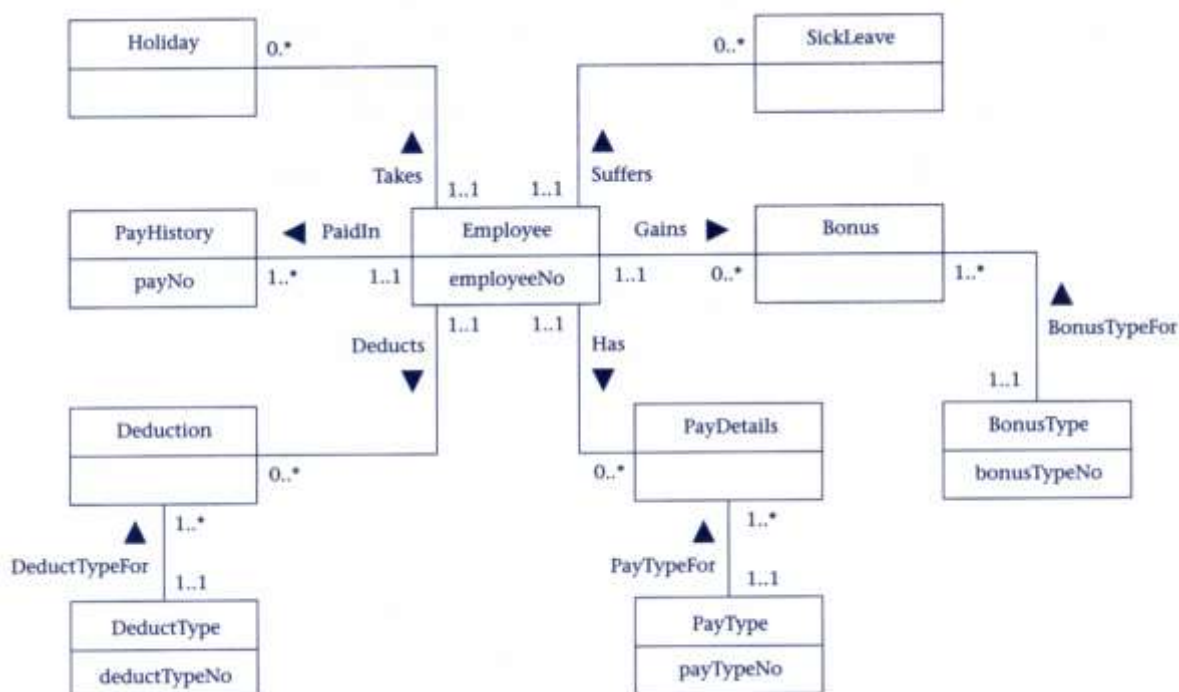 Holiday
0..*
0..*
SickLeave
Takes
Suffers
1..1
1..1
PayHistory
payNo
PaidIn
1..*
1..1
Employee
employeeNo
Gains
1..1
0..*
Bonus
1..*
BonusTypeFor
1..1
1..1
1..1
Deducts
Has
Deduction
0..*
0..*
PayDetails
BonusType
bonusTypeNo
1..*
DeductTypeFor
1..1
1..*
PayTypeFor
1..1
DeductType
deductTypeNo
PayType
payTypeNo